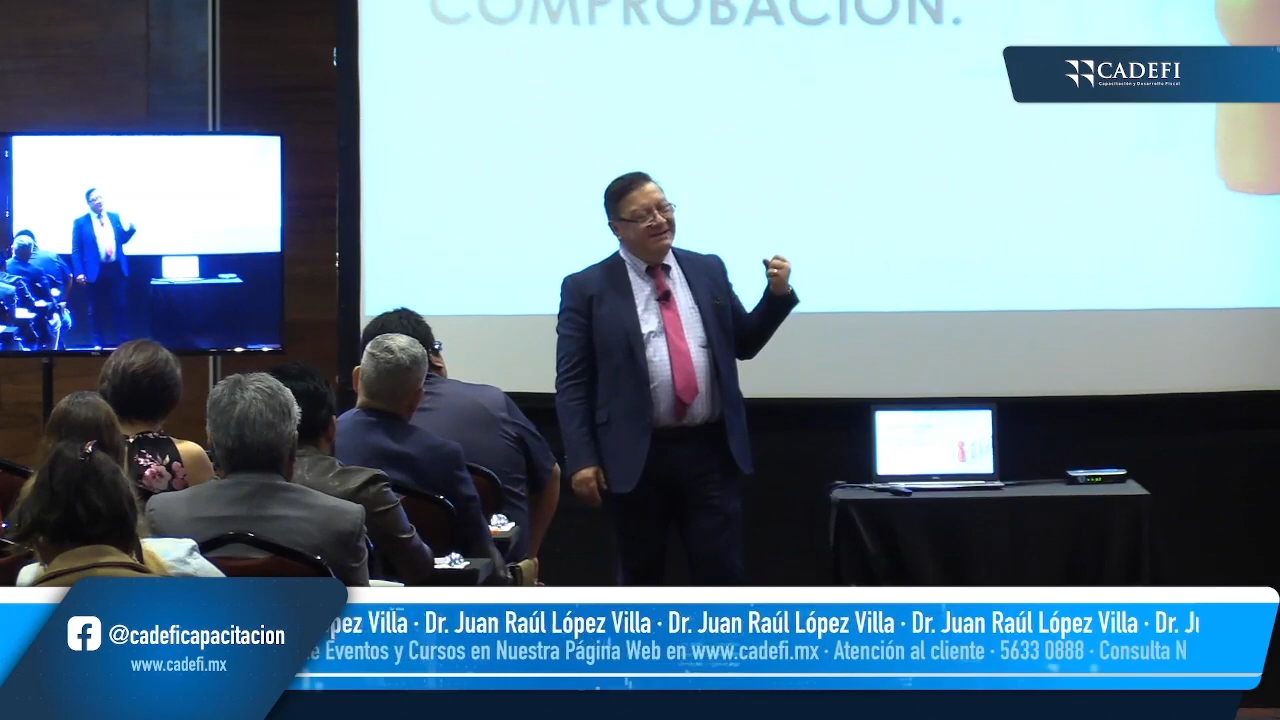 COMPROBACIÓN.
CADEFI
Capacitación y Desarrollo Fiscal
@cadeficapacitacion
www.cadefi.mx
pez Villa · Dr. Juan Raúl López Villa · Dr. Juan Raúl López Villa · Dr. Juan Raúl López Villa · Dr. Ju
e Eventos y Cursos en Nuestra Página Web en www.cadefi.mx · Atención al cliente · 5633 0888 · Consulta N